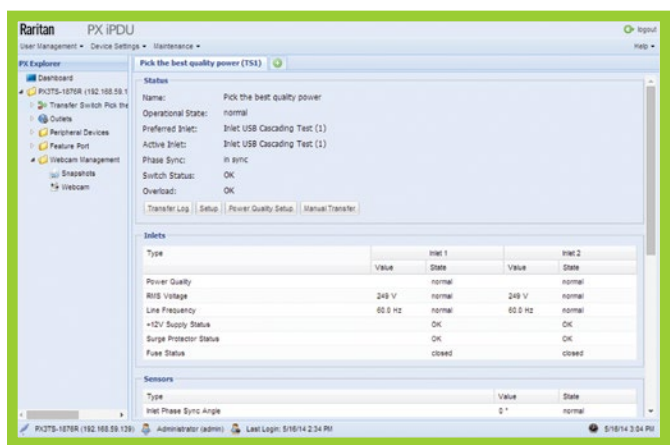 Raritan PX iPDU logout
User Management Device Settings Maintenance Help
PX Explorer
Dashboard
PX3TS-1876R (192.168.59.1
Transfer Switch Pick the
Outlets
Peripheral Devices
Feature Port
Webcam Management
Snapshots
Webcam
Pick the best quality power (TS1)
Status
Name: Pick the best quality power
Operational State: normal
Preferred Inlet: Inlet USB Cascading Test (1)
Active Inlet: Inlet USB Cascading Test (1)
Phase Sync: in sync
Switch Status: OK
Overload: OK
Transfer Log Setup Power Quality Setup Manual Transfer
Inlets
Type Inlet 1 Inlet 2
Value State Value State
Power Quality normal normal
RMS Voltage 249 V normal 249 V normal
Line Frequency 60.0 Hz normal 60.0 Hz normal
+12V Supply Status OK OK
Surge Protector Status OK OK
Fuse Status closed closed
Sensors
Type Value State
Inlet Phase Sync Angle 0 ° normal
PX3TS-1876R (192.168.59.139) Administrator (admin) Last Login: 5/16/14 2:34 PM 5/16/14 3:04 PM